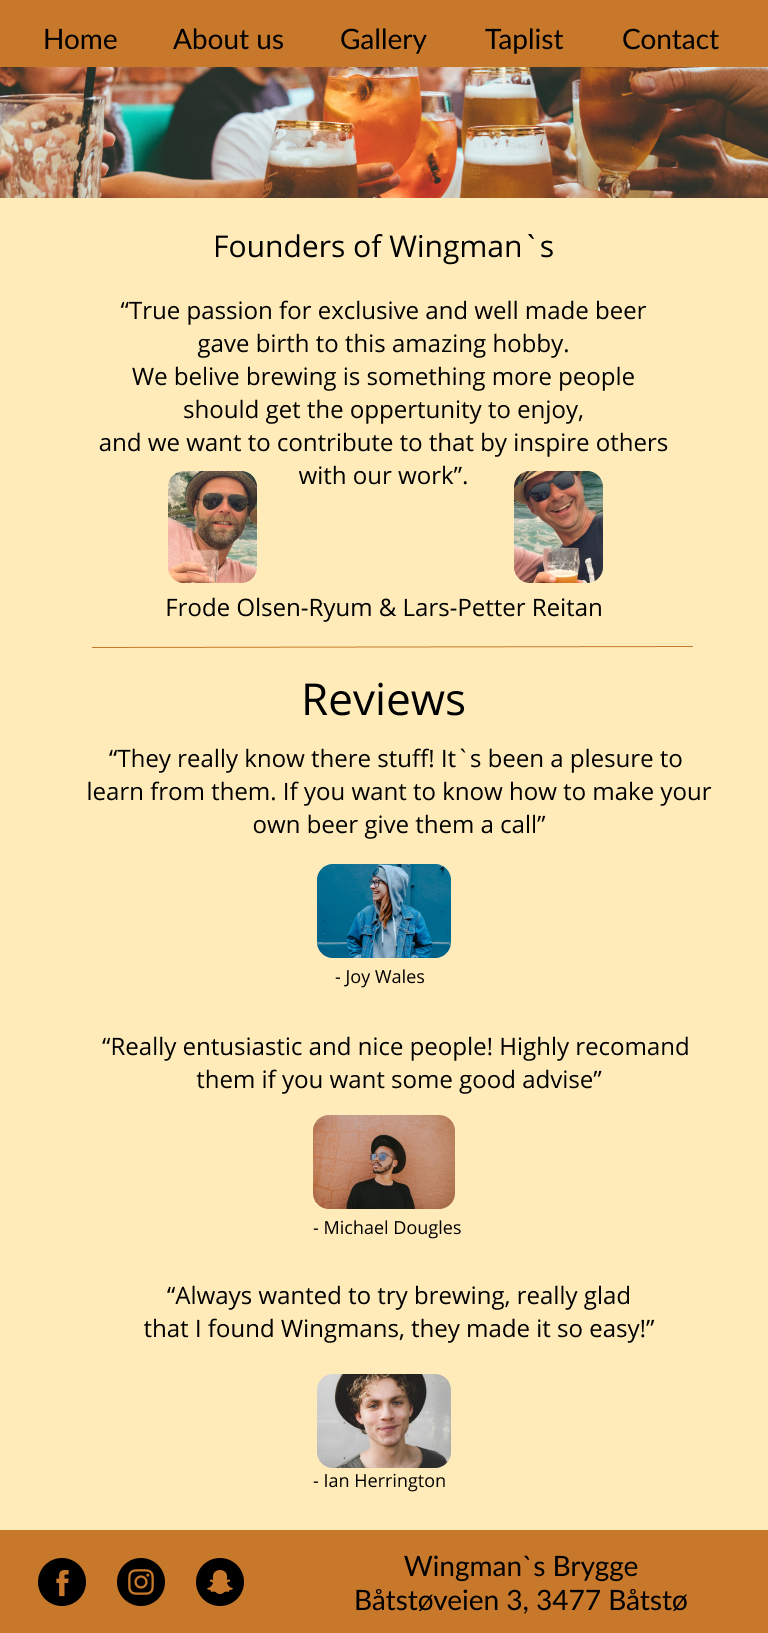 Home About us Gallery Taplist Contact
Founders of Wingman`s
“True passion for exclusive and well made beer
gave birth to this amazing hobby.
We belive brewing is something more people
should get the oppertunity to enjoy,
and we want to contribute to that by inspire others
with our work”.
Frode Olsen-Ryum & Lars-Petter Reitan
Reviews
“They really know there stuff! It`s been a plesure to
learn from them. If you want to know how to make your
own beer give them a call”
- Joy Wales
“Really entusiastic and nice people! Highly recomand
them if you want some good advise”
- Michael Dougles
“Always wanted to try brewing, really glad
that I found Wingmans, they made it so easy!”
- Ian Herrington
Wingman`s Brygge
Båtstøveien 3, 3477 Båtstø